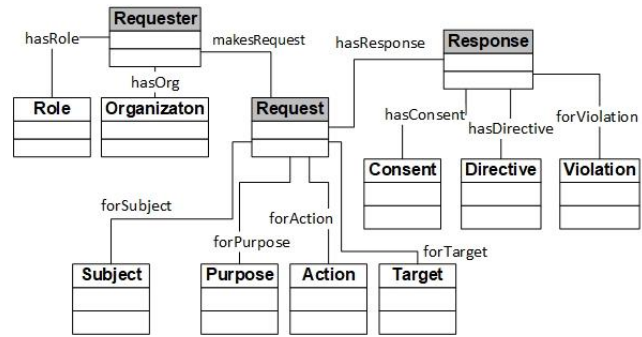 Requester
hasRole
makesRequest
hasOrg
hasResponse
Response
Role
Organizaton
Request
hasConsent
hasDirective
forViolation
Consent
Directive
Violation
forSubject
forPurpose
forAction
forTarget
Subject
Purpose
Action
Target